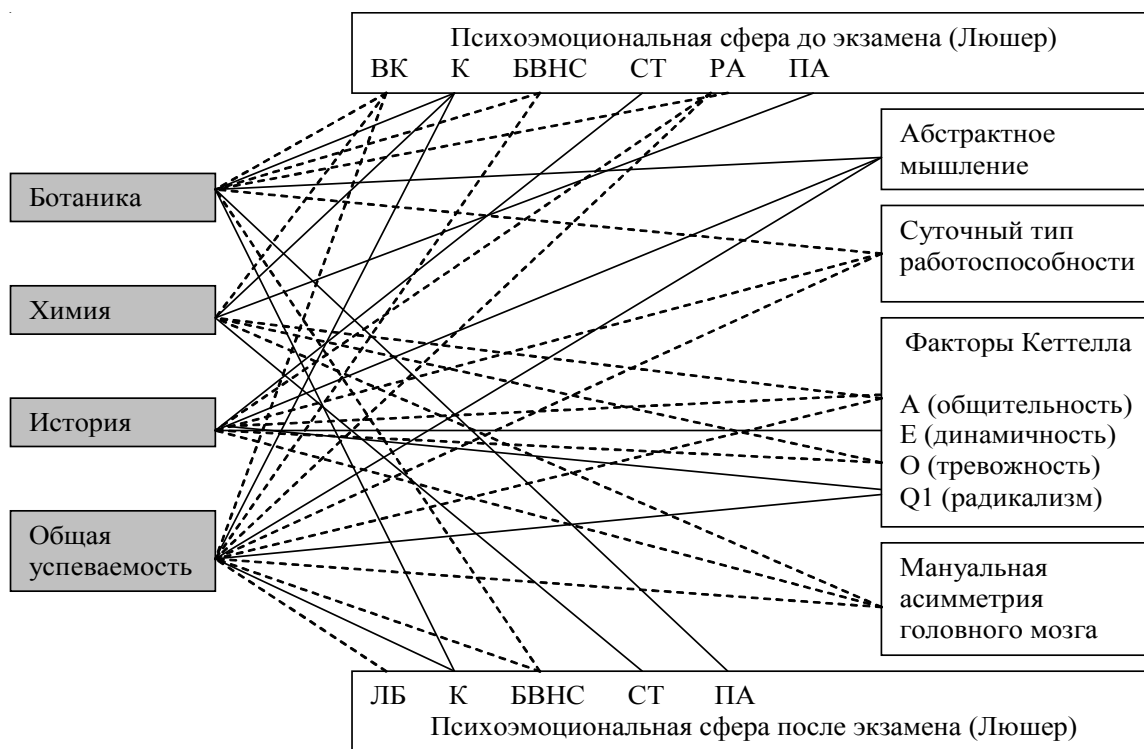 Психоэмоциональная сфера до экзамена (Люшер)
ВК К БВНС СТ РА ПА
Абстрактное
мышление
Ботаника
Суточный тип
работоспособности
Химия
Факторы Кеттелла
А (общительность)
Е (динамичность)
О (тревожность)
Q1 (радикализм)
История
Общая
успеваемость
Мануальная
асимметрия
головного мозга
ЛБ К БВНС СТ ПА
Психоэмоциональная сфера после экзамена (Люшер)